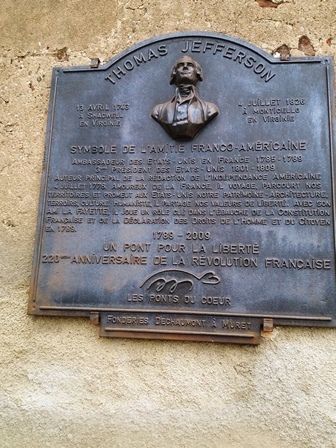 THOMAS JEFFERSON
13 AVRIL 1743
À SHADWELL
EN VIRGINIE
4 JUILLET 1826
À MONTICELLO
EN VIRGINIE
SYMBOLE DE L'AMITIÉ FRANCO-AMÉRICAINE
AMBASSADEUR DES ÉTATS-UNIS EN FRANCE 1785-1789
3ÈME PRÉSIDENT DES ÉTATS-UNIS 1801-1809
AUTEUR PRINCIPAL DE LA RÉDACTION DE L'INDÉPENDANCE AMÉRICAINE
4 JUILLET 1776. AMOUREUX DE LA FRANCE, IL VOYAGE, PARCOURT NOS
TERRITOIRES ET PROMEUT AUX ÉTATS-UNIS NOTRE PATRIMOINE: ARCHITECTURE,
TERROIRS, CULTURE. HUMANISTE, IL PARTAGE NOS VALEURS DE LIBERTÉ. AVEC SON
AMI LA FAYETTE, IL JOUE UN RÔLE DANS L'ÉBAUCHE DE LA CONSTITUTION
FRANÇAISE ET DE LA DÉCLARATION DES DROITS DE L'HOMME ET DU CITOYEN
EN 1789.
1789 - 2009
UN PONT POUR LA LIBERTÉ
220ÈME ANNIVERSAIRE DE LA RÉVOLUTION FRANÇAISE
LES PONTS DU COEUR
FONDERIES DECHAUMONT À MURET